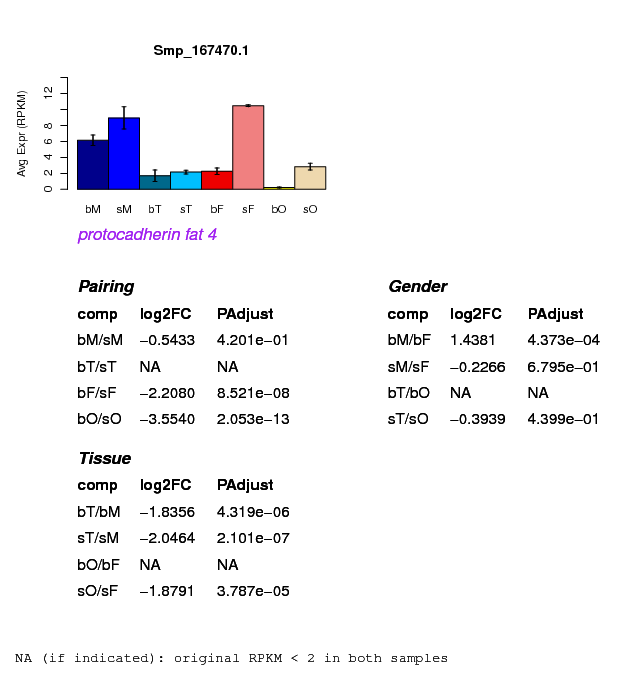 Smp_167470.1
Avg Expr (RPKM)
0 2 4 6 8 12
bM sM bT sT bF sF bO sO
protocadherin fat 4
Pairing
comp log2FC PAdjust
bM/sM −0.5433 4.201e−01
bT/sT NA NA
bF/sF −2.2080 8.521e−08
bO/sO −3.5540 2.053e−13
Gender
comp log2FC PAdjust
bM/bF 1.4381 4.373e−04
sM/sF −0.2266 6.795e−01
bT/bO NA NA
sT/sO −0.3939 4.399e−01
Tissue
comp log2FC PAdjust
bT/bM −1.8356 4.319e−06
sT/sM −2.0464 2.101e−07
bO/bF NA NA
sO/sF −1.8791 3.787e−05
NA (if indicated): original RPKM < 2 in both samples